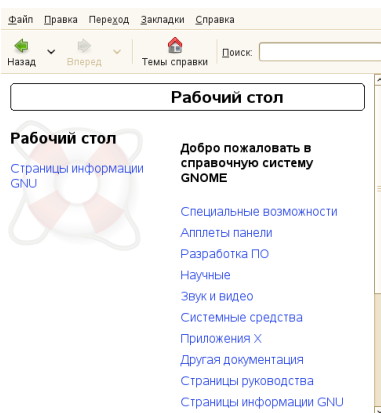 Файл Правка Переход Закладки Справка
Назад Вперед Темы справки Поиск:
Рабочий стол
Рабочий стол
Страницы информации
GNU
Добро пожаловать в
справочную систему
GNOME
Специальные возможности
Апплеты панели
Разработка ПО
Научные
Звук и видео
Системные средства
Приложения X
Другая документация
Страницы руководства
Страницы информации GNU